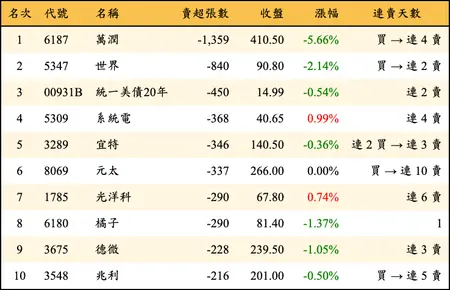 名次 代號 名稱 賣超張數 收盤 漲幅 連賣天數
1 6187 萬潤 -1,359 410.50 -5.66% 買 → 連 4 賣
2 5347 世界 -840 90.80 -2.14% 買 → 連 2 賣
3 00931B 統一美債20年 -450 14.99 -0.54% 連 2 賣
4 5309 系統電 -368 40.65 0.99% 連 4 賣
5 3289 宜特 -346 140.50 -0.36% 連 2 買 → 連 3 賣
6 8069 元太 -337 266.00 0.00% 買 → 連 10 賣
7 1785 光洋科 -290 67.80 0.74% 連 6 賣
8 6180 橘子 -290 81.40 -1.37% 1
9 3675 德微 -228 239.50 -1.05% 連 3 賣
10 3548 兆利 -216 201.00 -0.50% 買 → 連 5 賣